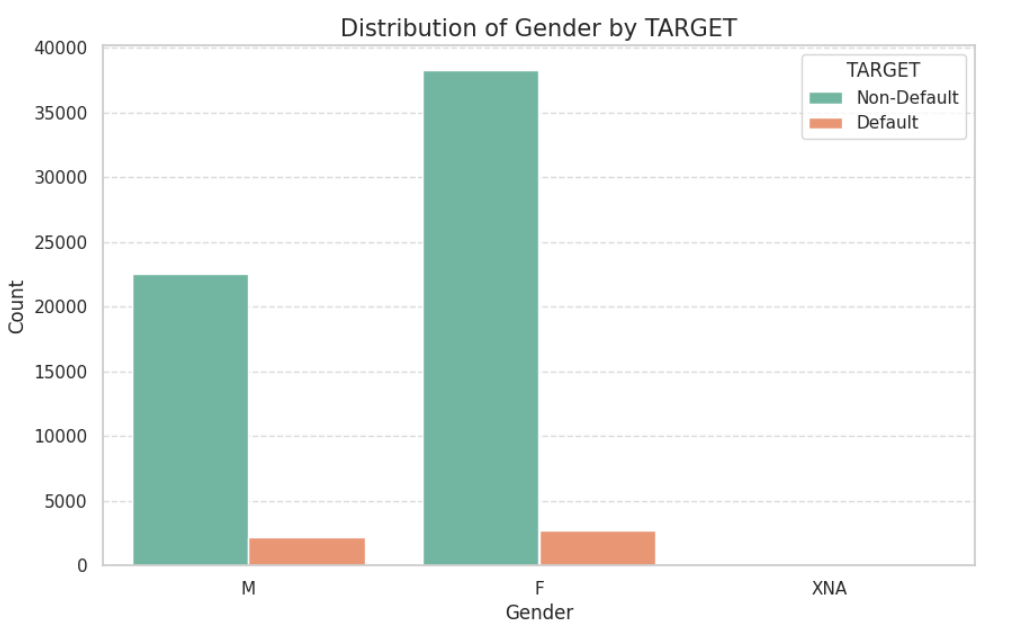 Distribution of Gender by TARGET
40000
35000
30000
25000
20000
15000
10000
5000
0
Count
TARGET
Non-Default
Default
M
F
XNA
Gender